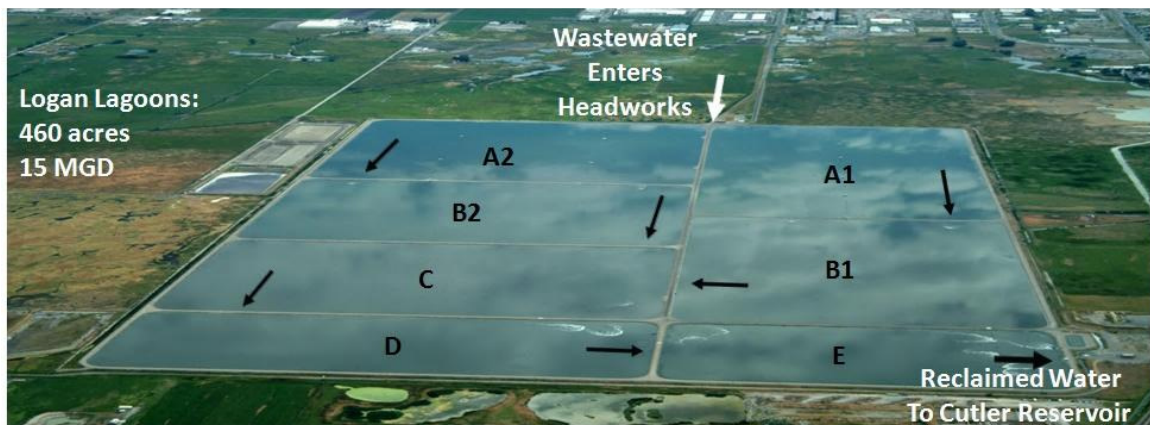 Wastewater
Enters
Headworks
Logan Lagoons:
460 acres
15 MGD
A2
A1
B2
B1
C
D
E
Reclaimed Water
To Cutler Reservoir